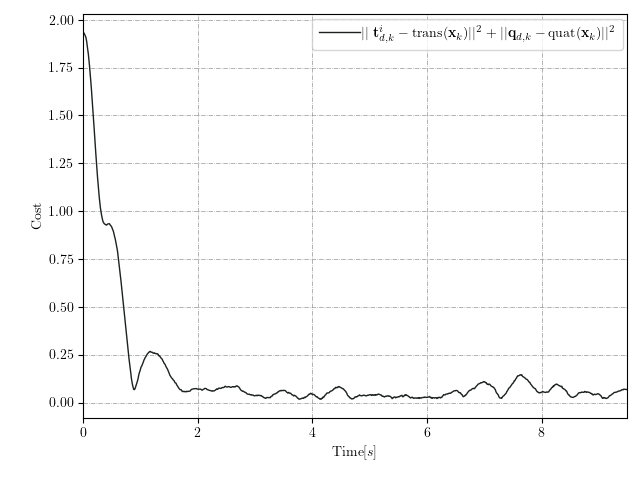 || t^i_{d,k} − trans(x_k)||^2 + ||q_{d,k} − quat(x_k)||^2
2.00
1.75
1.50
1.25
1.00
0.75
0.50
0.25
0.00
Cost
0 2 4 6 8
Time[s]